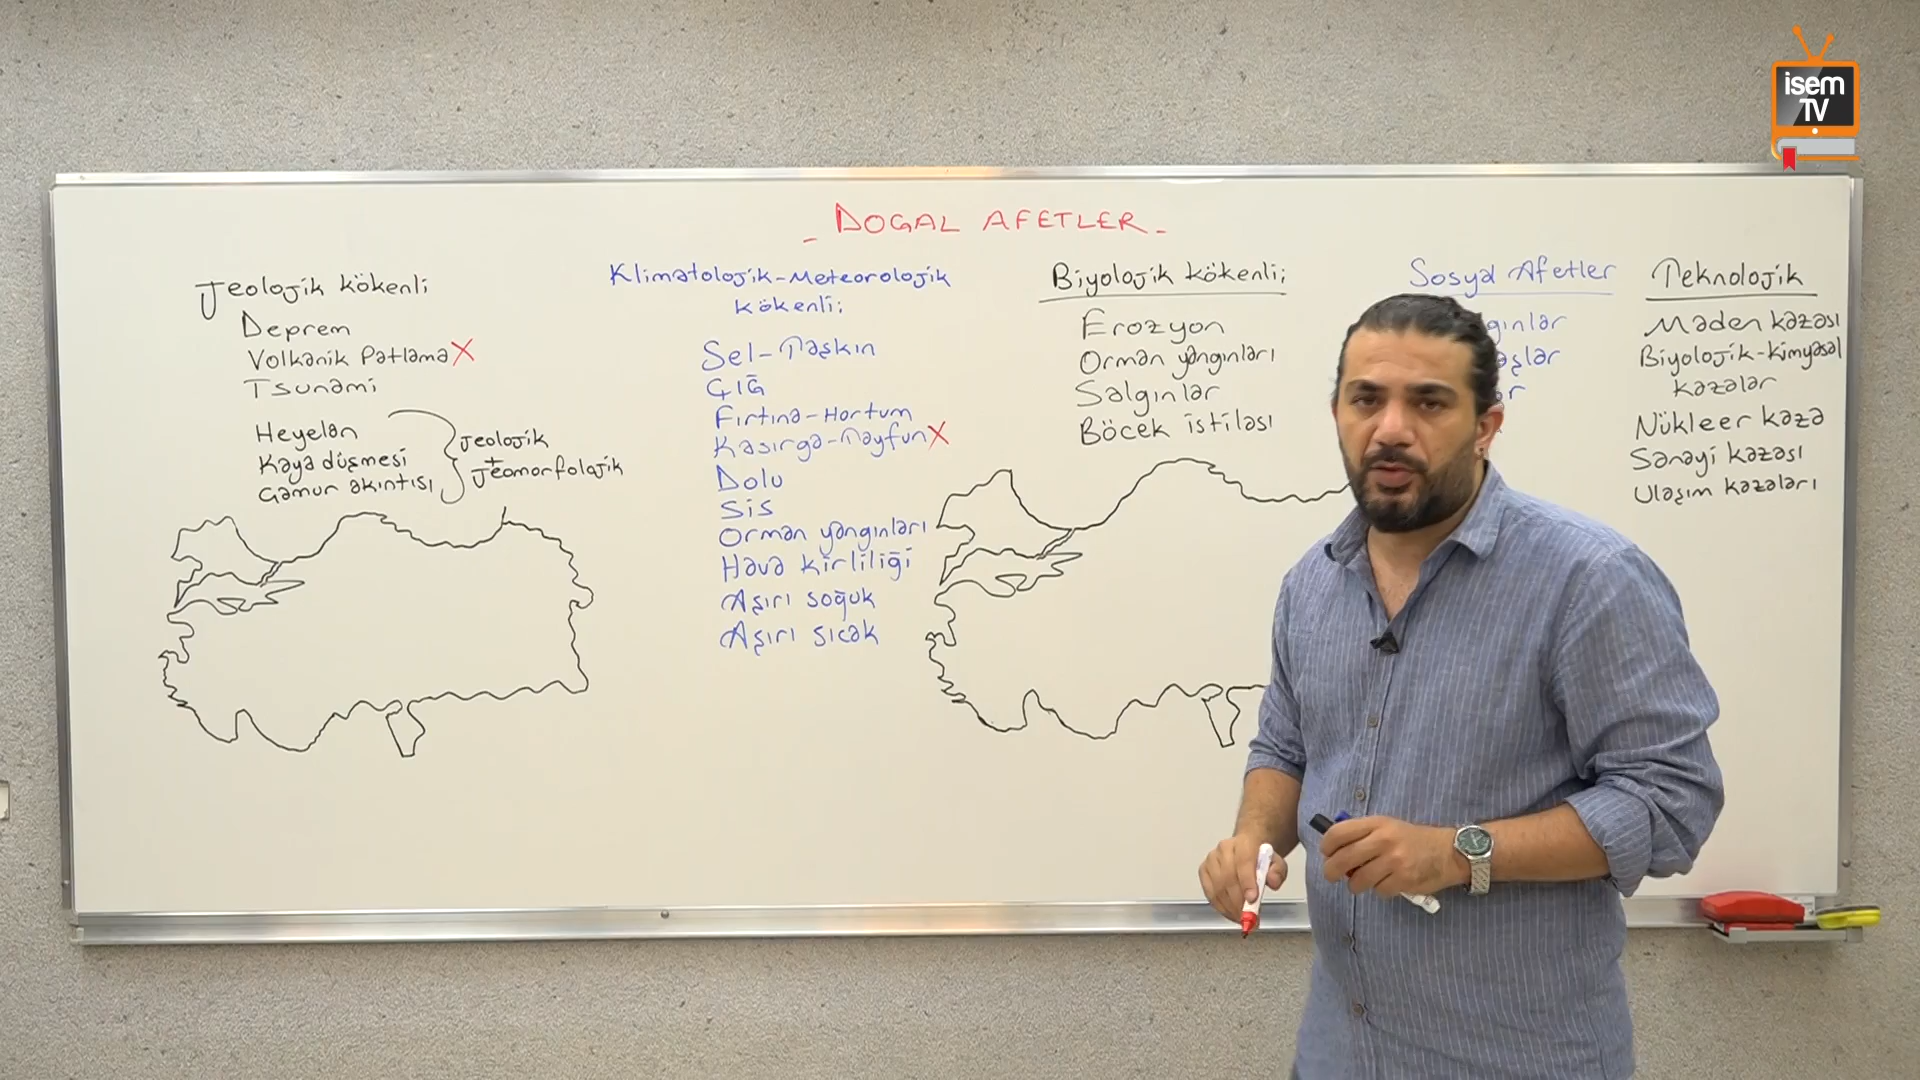 isem
TV
- DOĞAL AFETLER -
Jeolojik kökenli
Deprem
Volkanik Patlama X
Tsunami
Heyelan
Kaya düşmesi
Çamur akıntısı
Jeolojik
+
Jeomorfolojik
Klimatolojik-Meteorolojik
kökenli;
Sel-Taşkın
ÇIĞ
Fırtına-Hortum
Kasırga-Tayfun X
Dolu
Sis
Orman yangınları
Hava kirliliği
Aşırı soğuk
Aşırı sıcak
Biyolojik kökenli;
Erozyon
Orman yangınları
Salgınlar
Böcek istilası
Sosyal Afetler
Teknolojik
Maden kazası
Biyolojik-Kimyasal
kazalar
Nükleer kaza
Sanayi kazası
Ulaşım kazaları